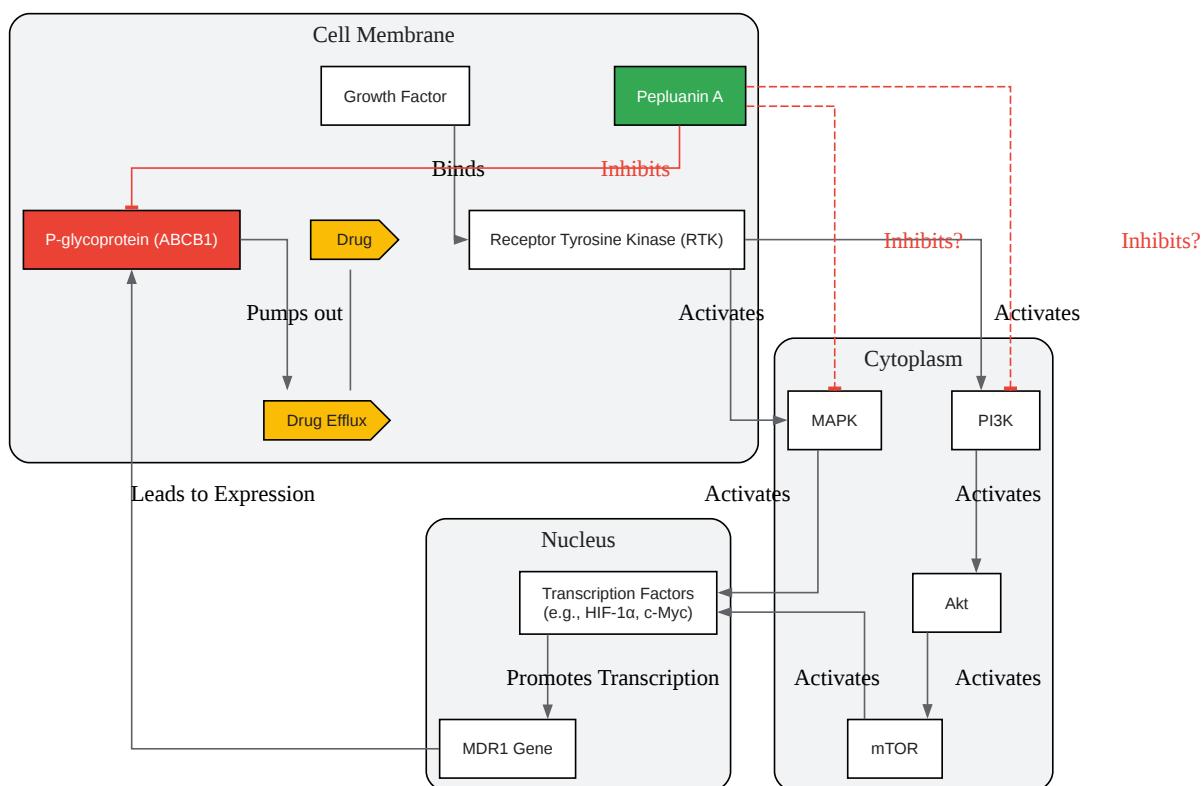 Cell Membrane
Growth Factor
Pepluanin A
Binds
Inhibits
P-glycoprotein (ABCB1)
Drug
Receptor Tyrosine Kinase (RTK)
Inhibits?
Inhibits?
Pumps out
Activates
Activates
Cytoplasm
Drug Efflux
MAPK
PI3K
Leads to Expression
Activates
Activates
Nucleus
Transcription Factors
(e.g., HIF-1α, c-Myc)
Akt
Promotes Transcription
Activates
Activates
MDR1 Gene
mTOR